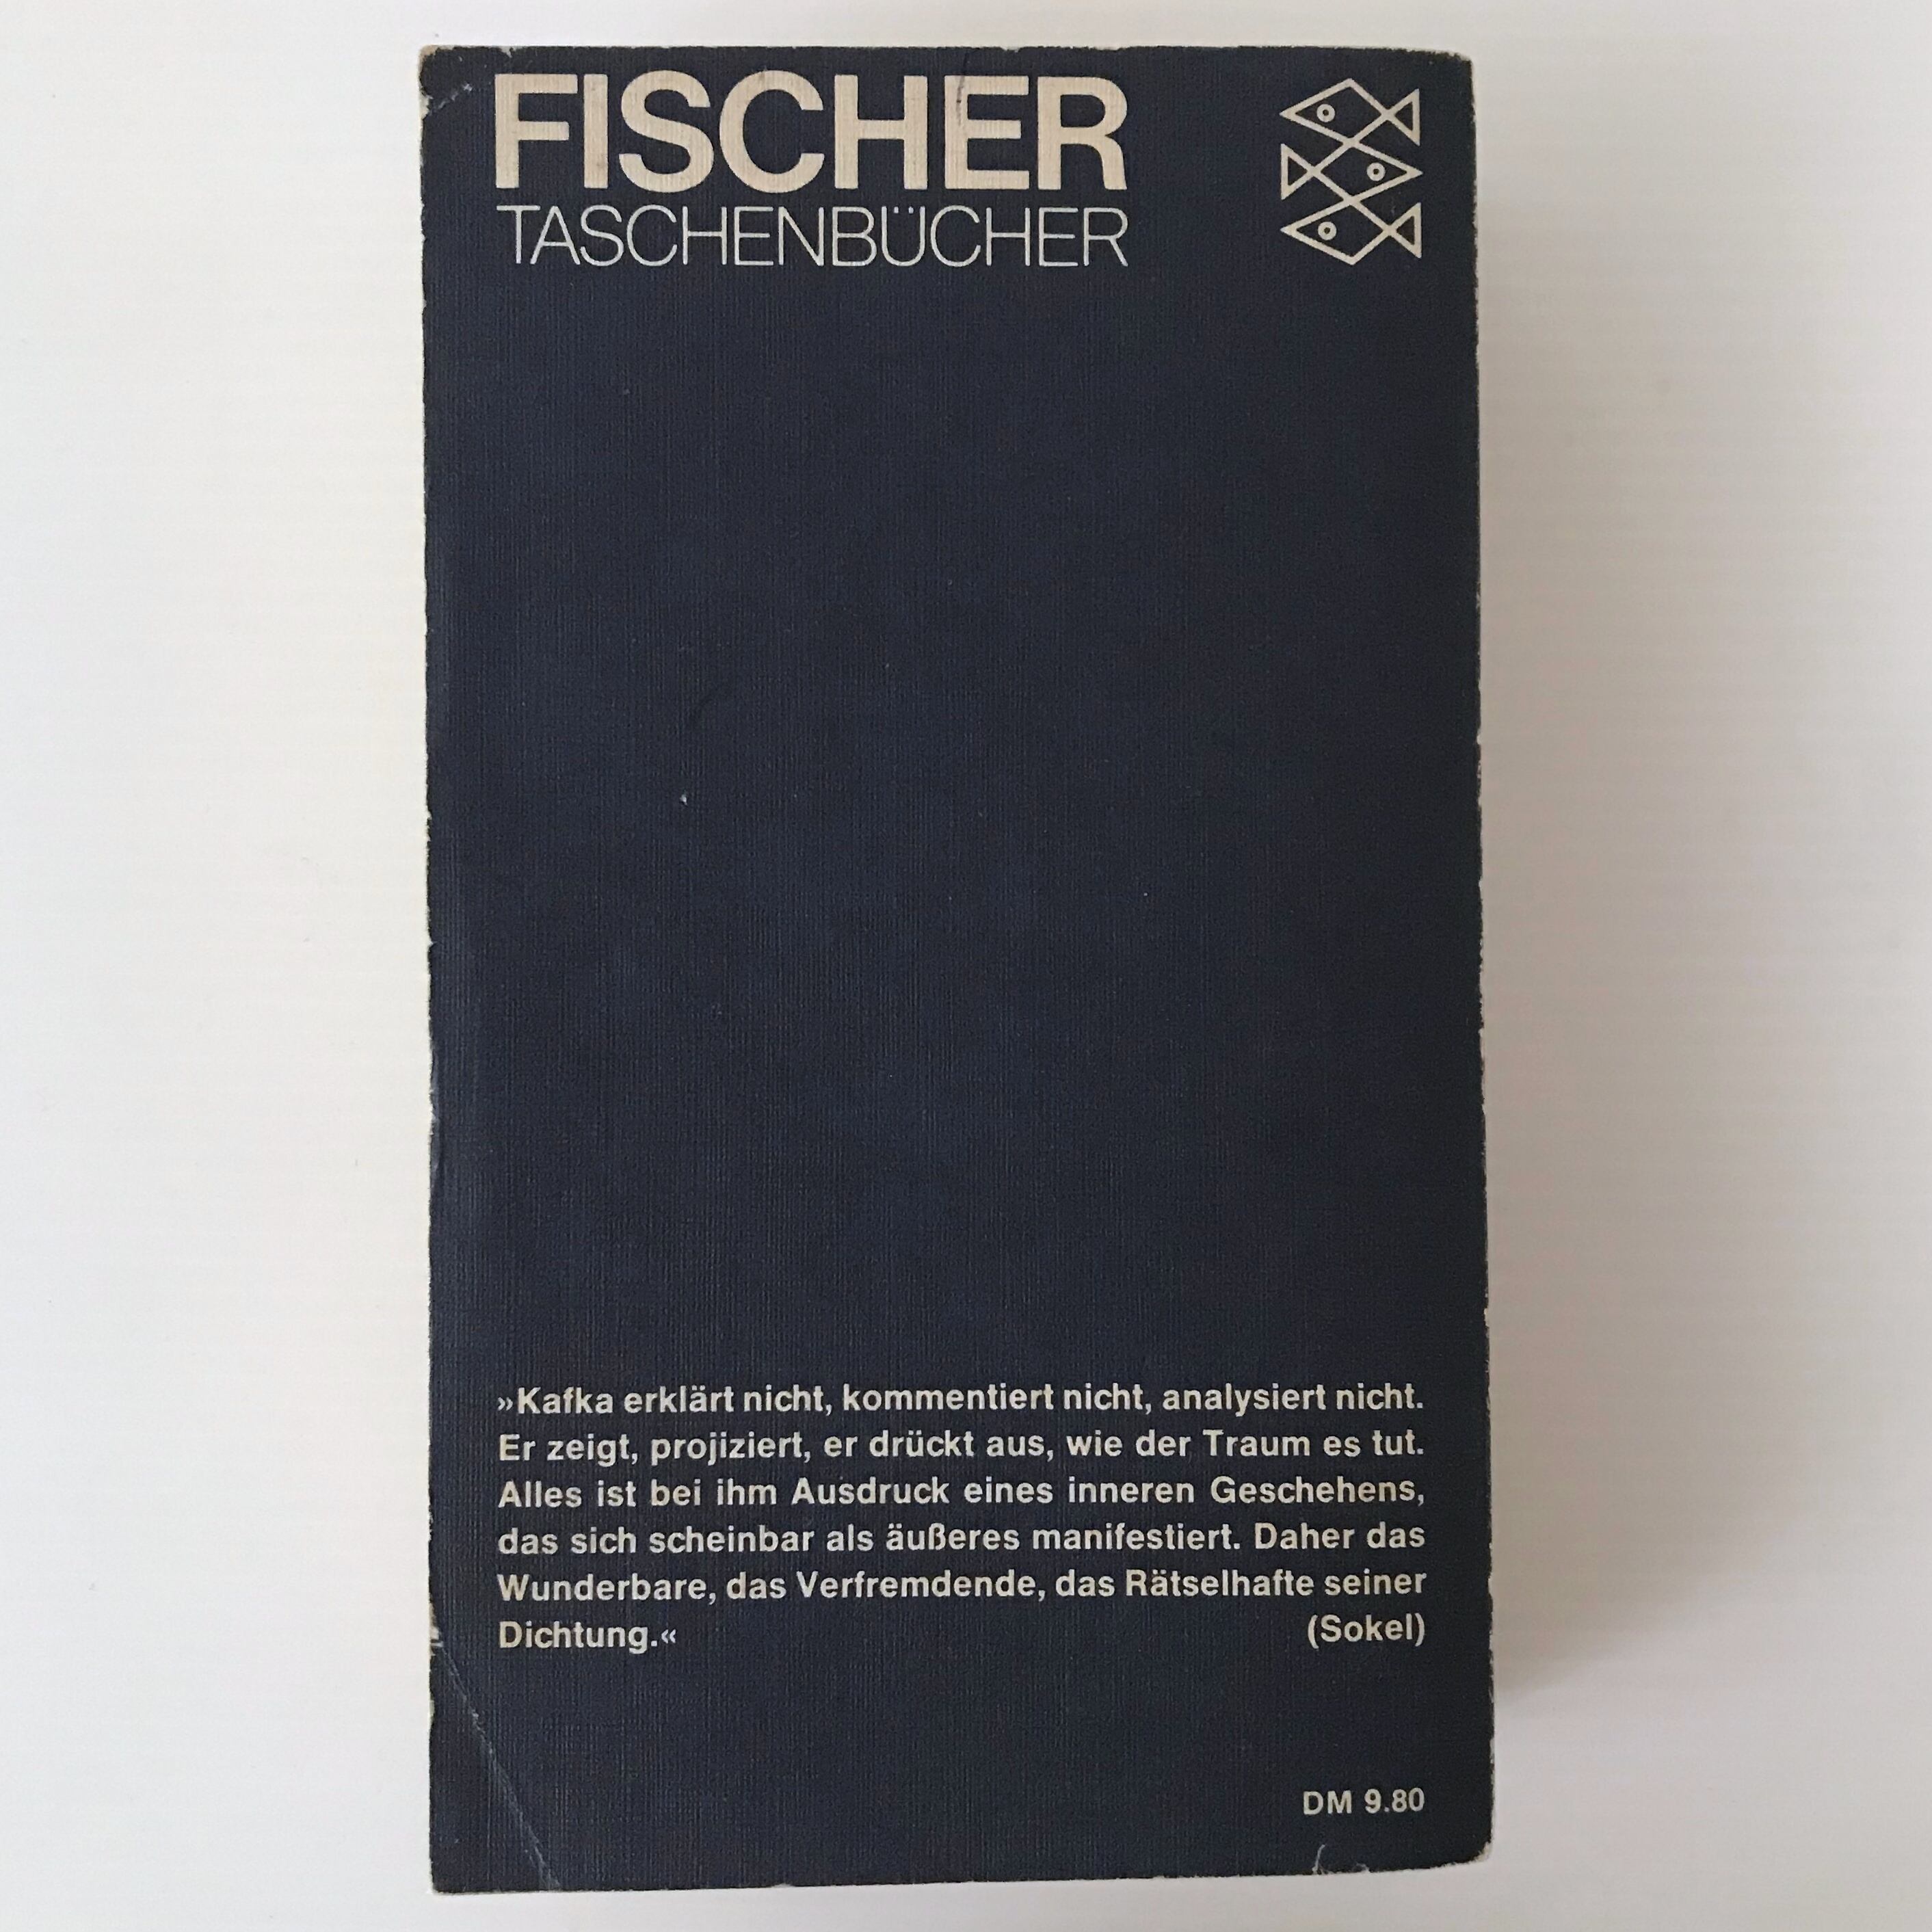 FISCHER
TASCHENBÜCHER
»Kafka erklärt nicht, kommentiert nicht, analysiert nicht.
Er zeigt, projiziert, er drückt aus, wie der Traum es tut.
Alles ist bei ihm Ausdruck eines inneren Geschehens,
das sich scheinbar als äußeres manifestiert. Daher das
Wunderbare, das Verfremdende, das Rätselhafte seiner
Dichtung.« (Sokel)
DM 9.80